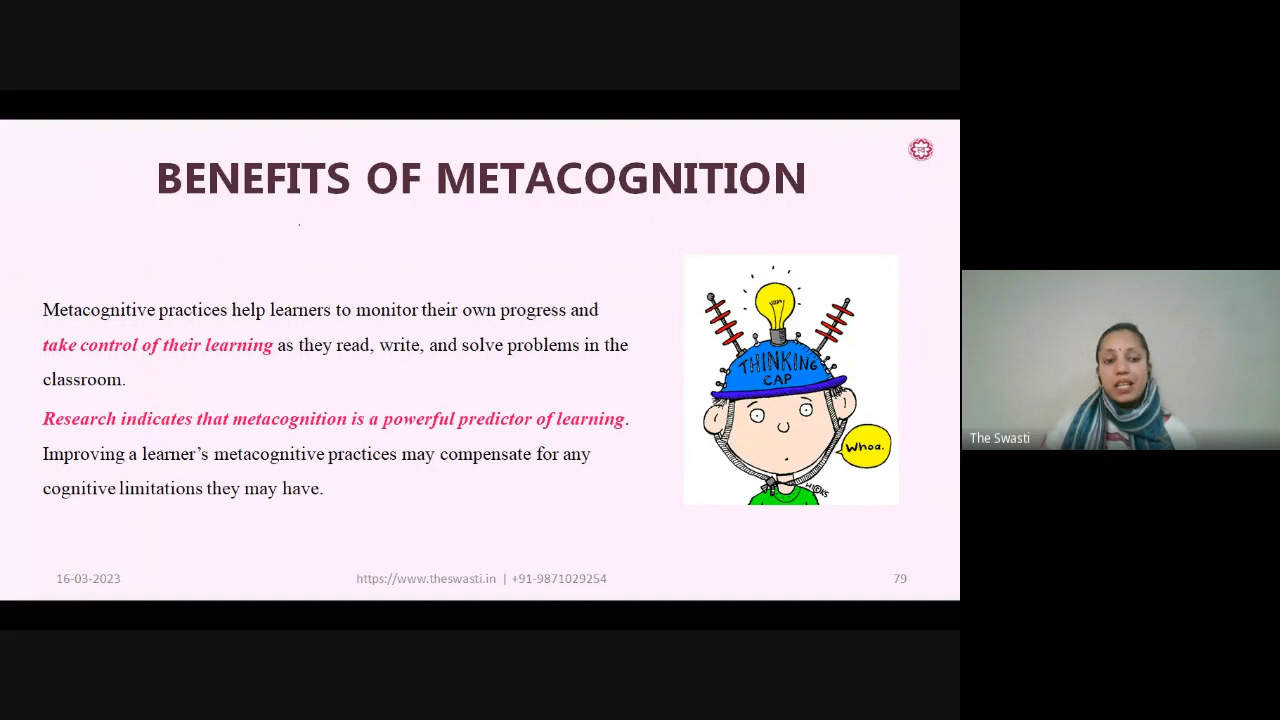 BENEFITS OF METACOGNITION
Metacognitive practices help learners to monitor their own progress and
take control of their learning as they read, write, and solve problems in the
classroom.
Research indicates that metacognition is a powerful predictor of learning.
Improving a learner’s metacognitive practices may compensate for any
cognitive limitations they may have.
THINKING
CAP
Whoa.
16-03-2023
https://www.theswasti.in | +91-9871029254
79
The Swasti